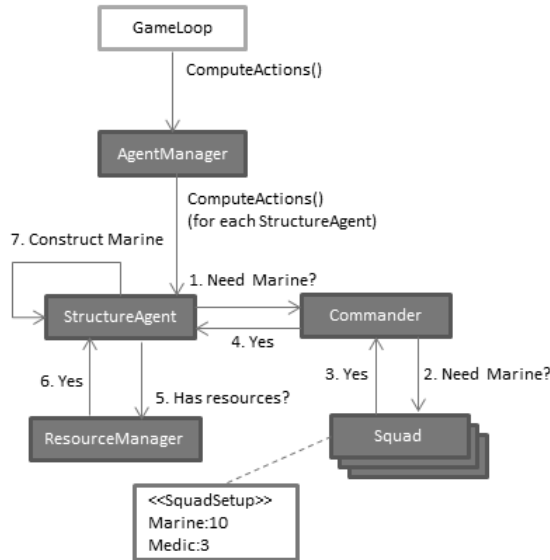 GameLoop
ComputeActions()
AgentManager
ComputeActions()
(for each StructureAgent)
7. Construct Marine
1. Need Marine?
StructureAgent
Commander
4. Yes
6. Yes
5. Has resources?
3. Yes
2. Need Marine?
ResourceManager
Squad
<<SquadSetup>>
Marine:10
Medic:3